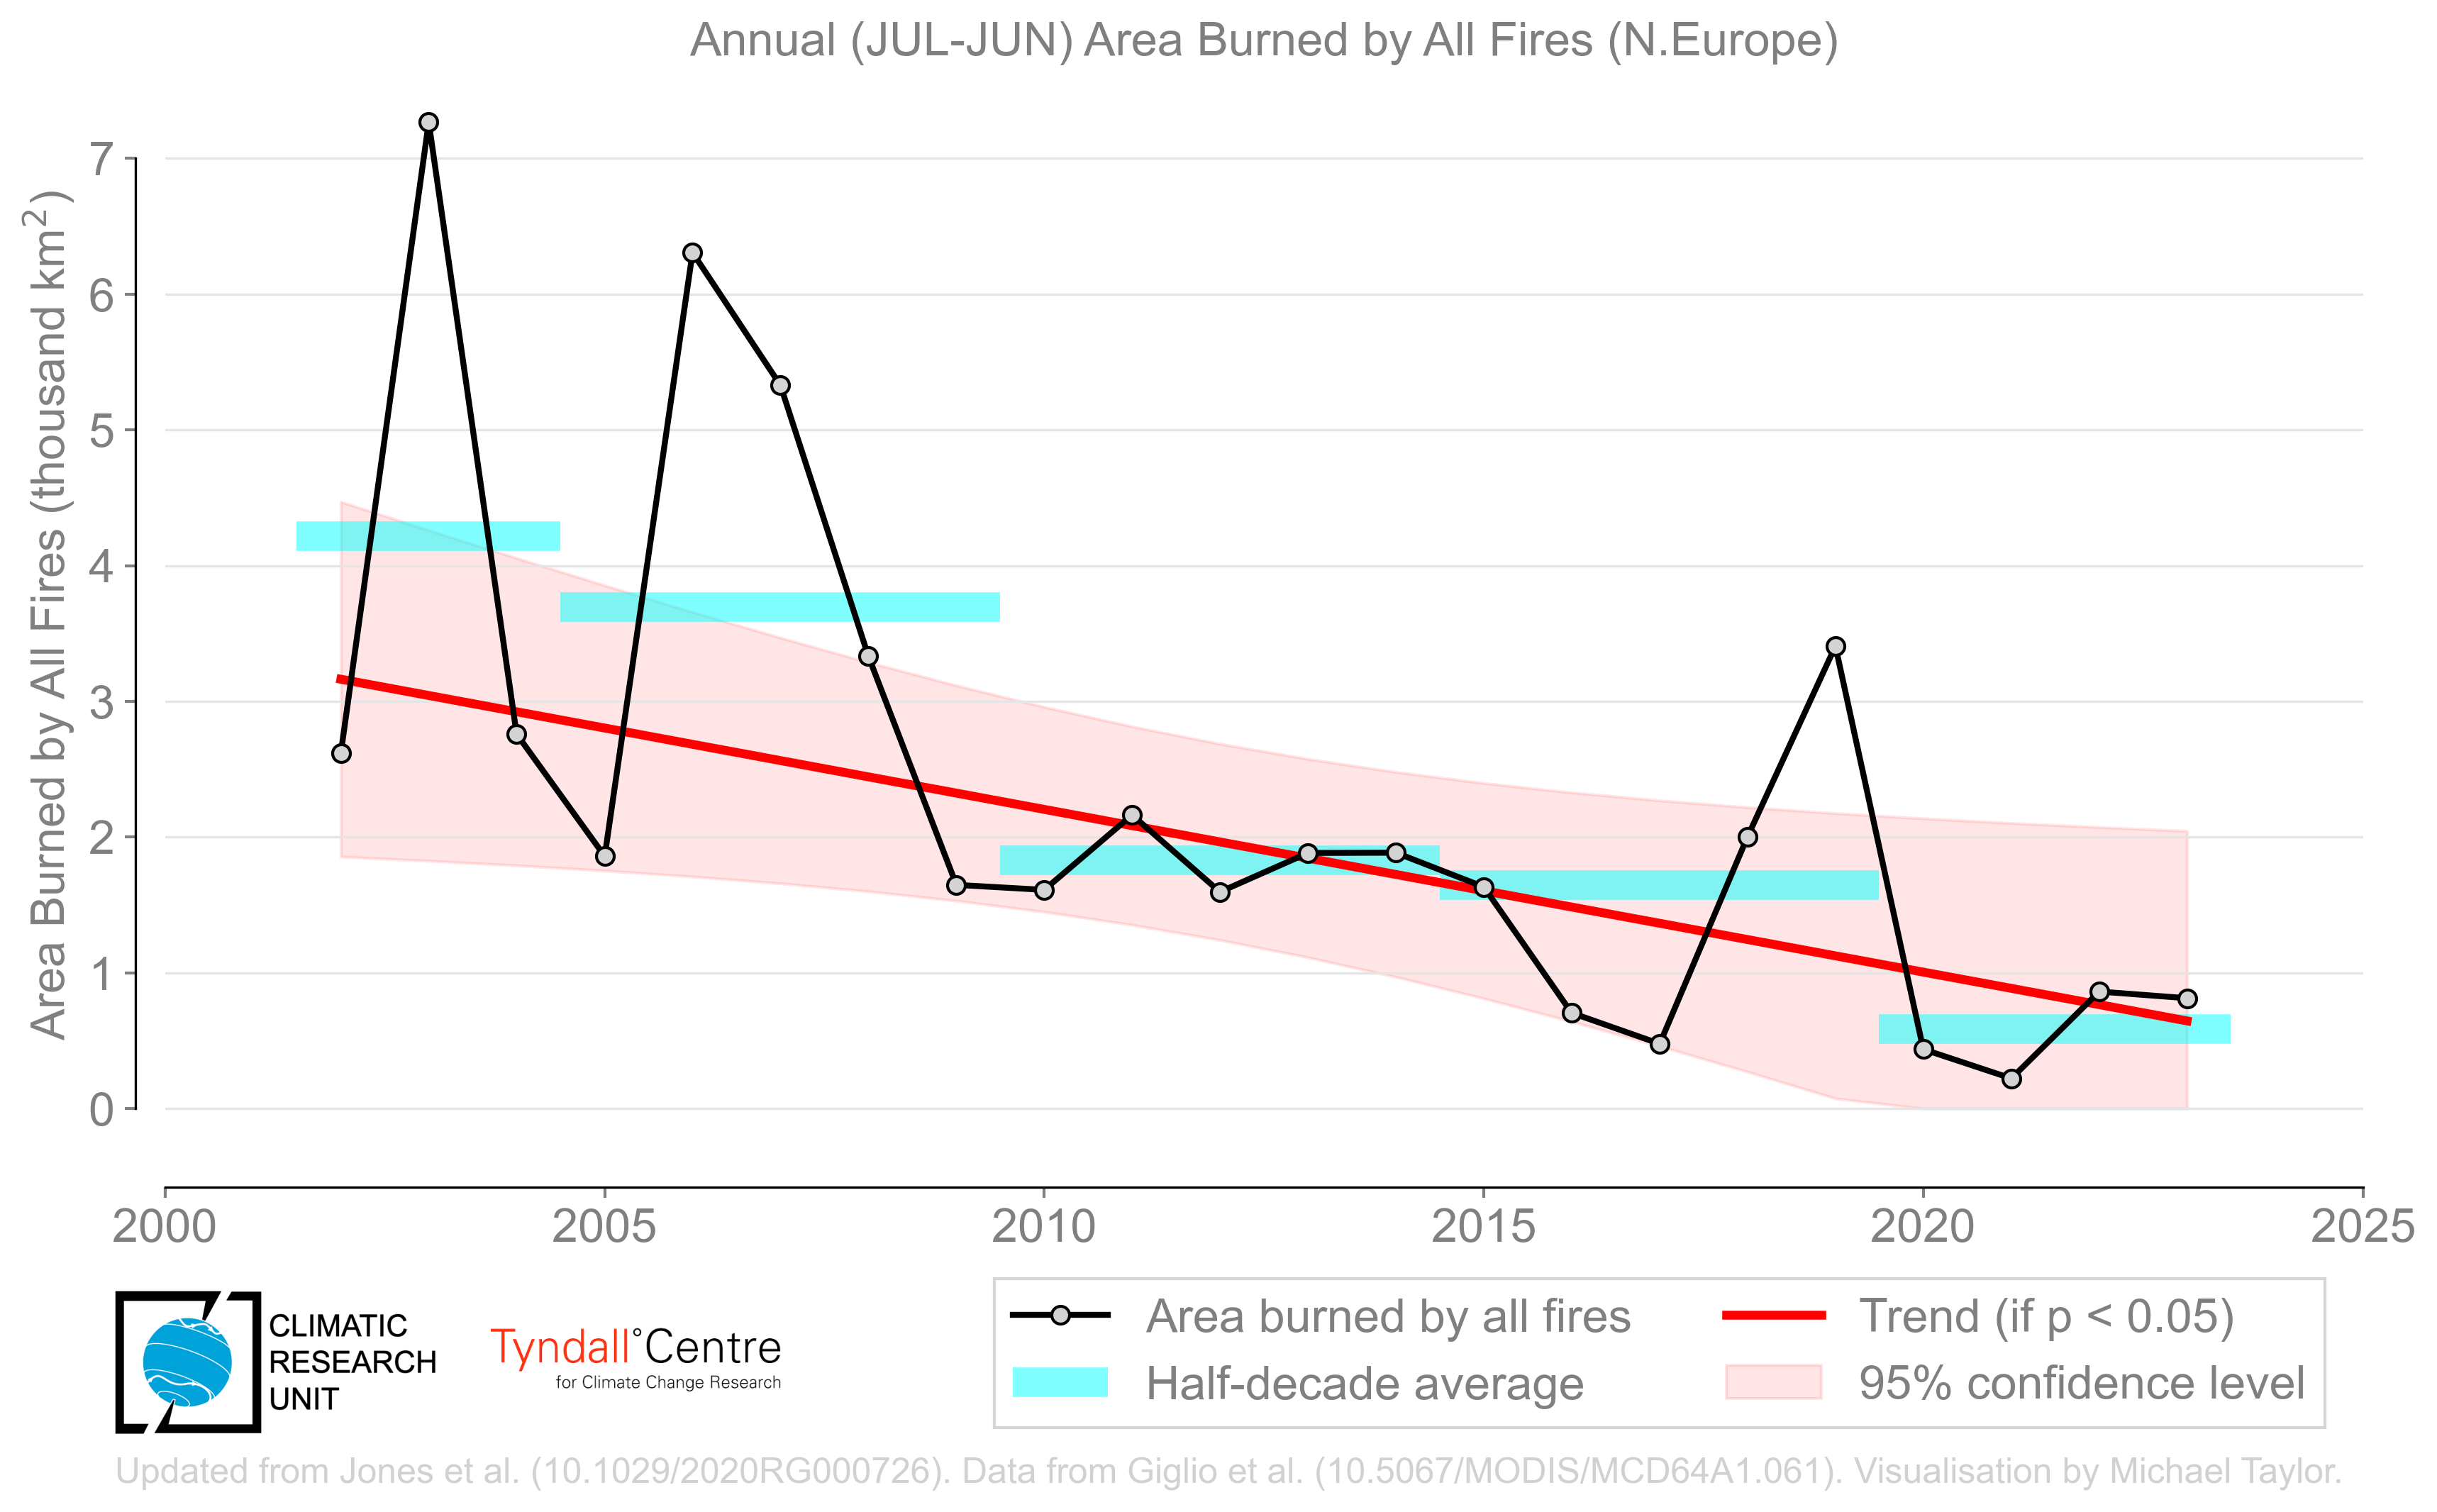 Annual (JUL-JUN) Area Burned by All Fires (N.Europe)
Area Burned by All Fires (thousand km²)
7
6
5
4
3
2
1
0
2000 2005 2010 2015 2020 2025
CLIMATIC
RESEARCH
UNIT
Tyndall°Centre
for Climate Change Research
Area burned by all fires
Half-decade average
Trend (if p < 0.05)
95% confidence level
Updated from Jones et al. (10.1029/2020RG000726). Data from Giglio et al. (10.5067/MODIS/MCD64A1.061). Visualisation by Michael Taylor.